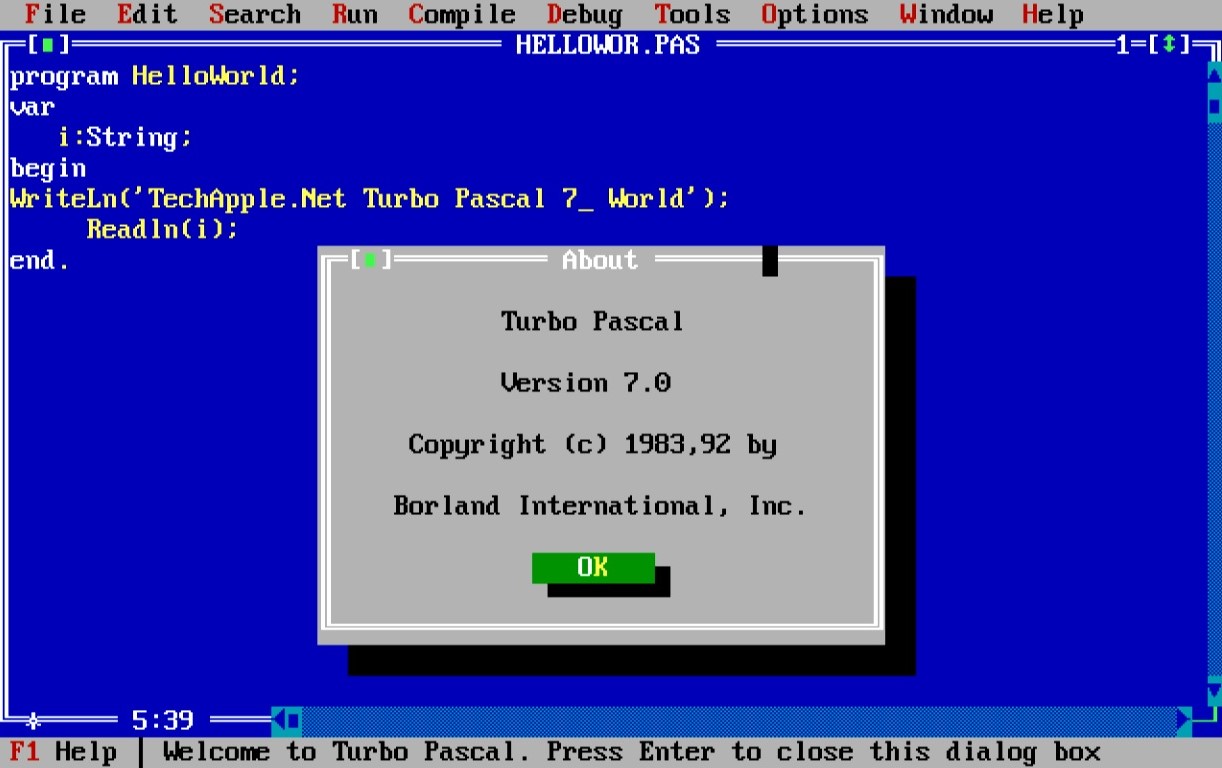 File Edit Search Run Compile Debug Tools Options Window Help
[■] HELLOWOR.PAS 1=[↕]
program HelloWorld;
var
i:String;
begin
WriteLn('TechApple.Net Turbo Pascal 7_ World');
Readln(i);
end.
[■] About
Turbo Pascal
Version 7.0
Copyright (c) 1983,92 by
Borland International, Inc.
OK
5:39
F1 Help | Welcome to Turbo Pascal. Press Enter to close this dialog box